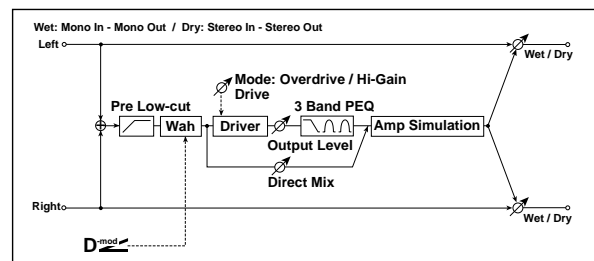 Wet: Mono In - Mono Out / Dry: Stereo In - Stereo Out
Left
Wet / Dry
Mode: Overdrive / Hi-Gain
Drive
Pre Low-cut
3 Band PEQ
Wah
Driver
Amp Simulation
Output Level
Direct Mix
Right
Wet / Dry
D-mod